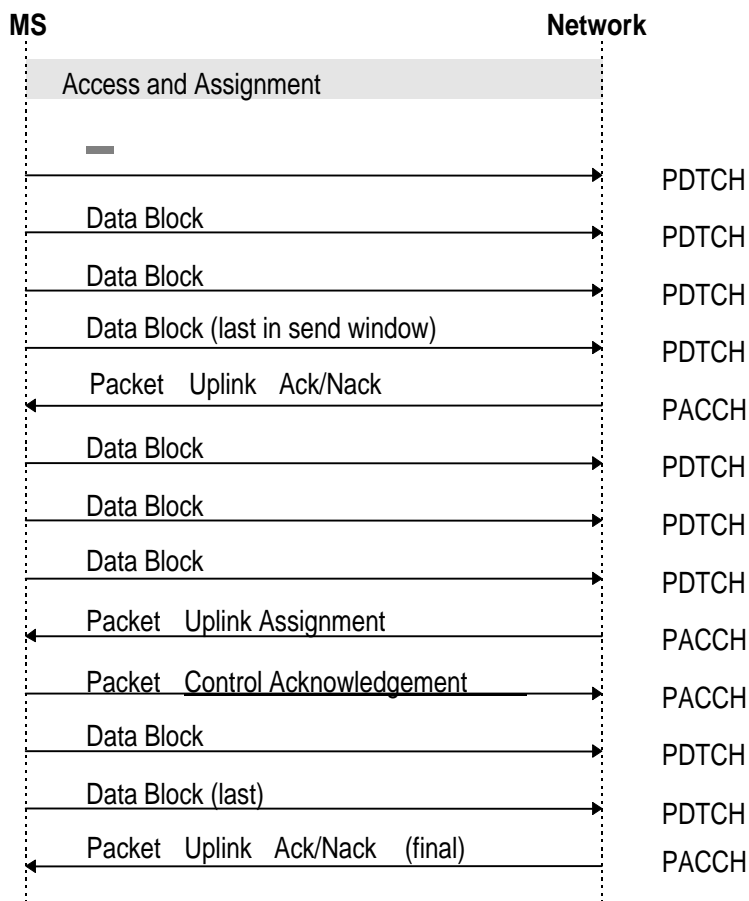 MS Network
Access and Assignment
PDTCH
Data Block
PDTCH
Data Block
PDTCH
Data Block (last in send window)
PDTCH
Packet Uplink Ack/Nack
PACCH
Data Block
PDTCH
Data Block
PDTCH
Data Block
PDTCH
Packet Uplink Assignment
PACCH
Packet Control Acknowledgement
PACCH
Data Block
PDTCH
Data Block (last)
PDTCH
Packet Uplink Ack/Nack (final)
PACCH